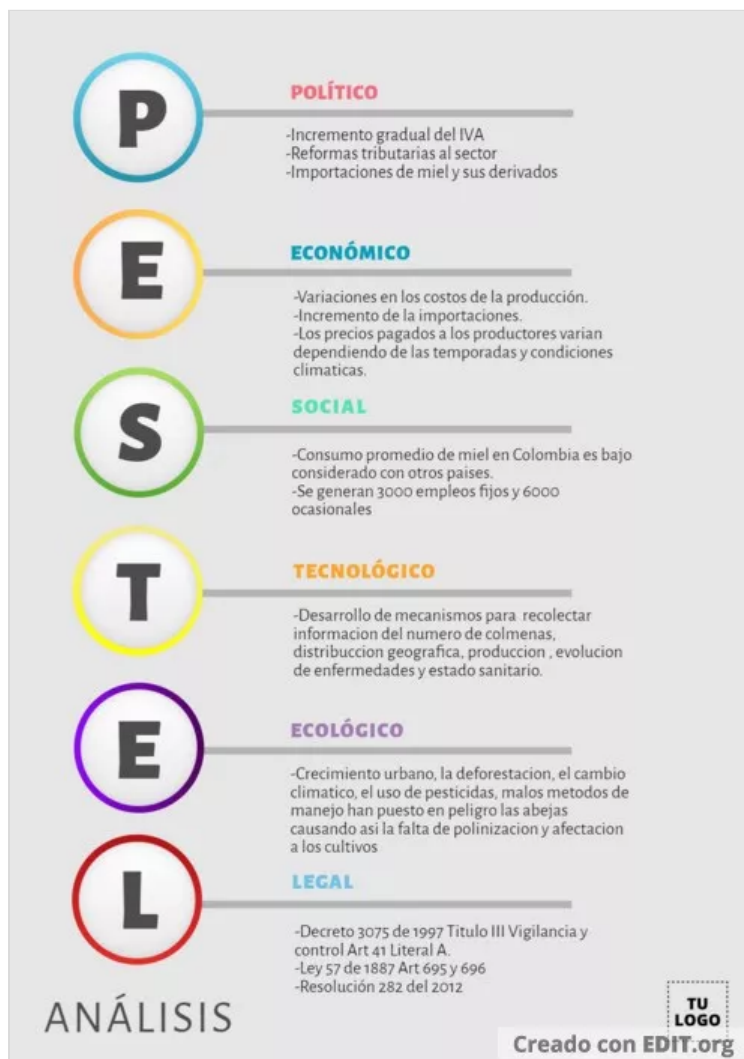 P
POLÍTICO
-Incremento gradual del IVA
-Reformas tributarias al sector
-Importaciones de miel y sus derivados
E
ECONÓMICO
-Variaciones en los costos de la producción.
-Incremento de la importaciones.
-Los precios pagados a los productores varian
dependiendo de las temporadas y condiciones
climaticas.
S
SOCIAL
-Consumo promedio de miel en Colombia es bajo
considerado con otros paises.
-Se generan 3000 empleos fijos y 6000
ocasionales
T
TECNOLÓGICO
-Desarrollo de mecanismos para recolectar
informacion del numero de colmenas,
distribuccion geografica, produccion , evolucion
de enfermedades y estado sanitario.
E
ECOLÓGICO
-Crecimiento urbano, la deforestacion, el cambio
climatico, el uso de pesticidas, malos metodos de
manejo han puesto en peligro las abejas
causando asi la falta de polinizacion y afectacion
a los cultivos
L
LEGAL
-Decreto 3075 de 1997 Titulo III Vigilancia y
control Art 41 Literal A.
-Ley 57 de 1887 Art 695 y 696
-Resolución 282 del 2012
ANÁLISIS
TU
LOGO
Creado con EDIT.org